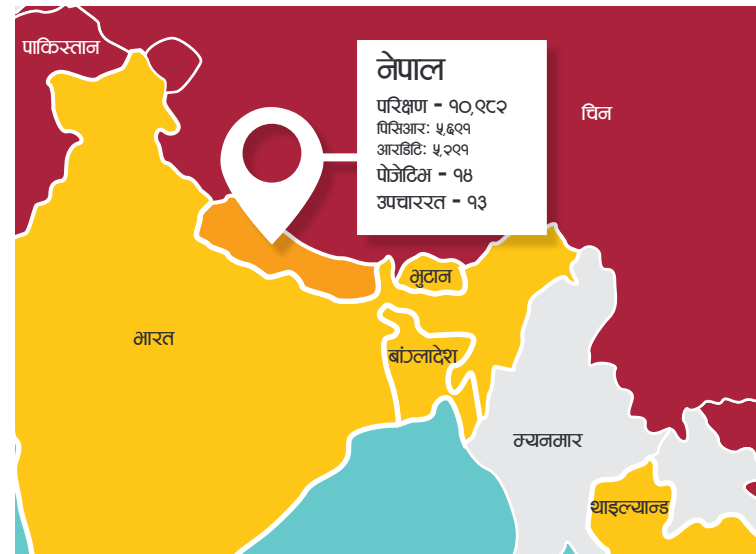 पाकिस्तान
नेपाल
परिक्षण - १०,९८२
पिसिआर: ५,६९१
आरडिटि: ५,२९१
पोजेटिभ - १४
उपचाररत - १३
चिन
भुटान
भारत
बांग्लादेश
म्यनमार
थाइल्यान्ड